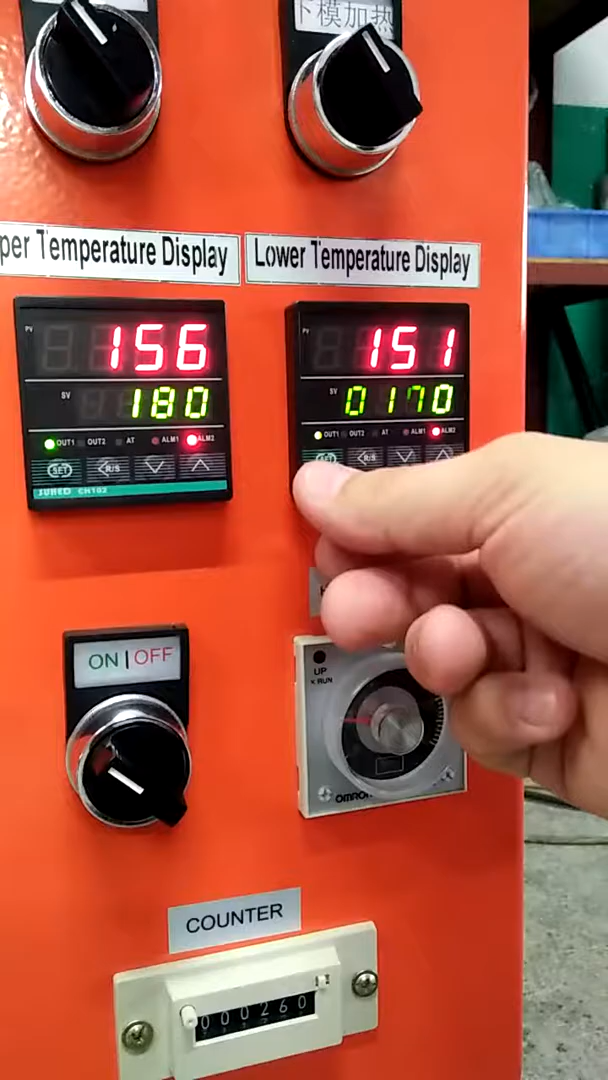 下模加热
per Temperature Display
Lower Temperature Display
PV
156
SV
180
OUT1 OUT2 AT ALM1 ALM2
SET <R/S
CH102
PV
151
SV
0170
OUT1 OUT2 AT ALM1 ALM2
SET <R/S
ON | OFF
UP
RUN
OMRON
COUNTER
000260